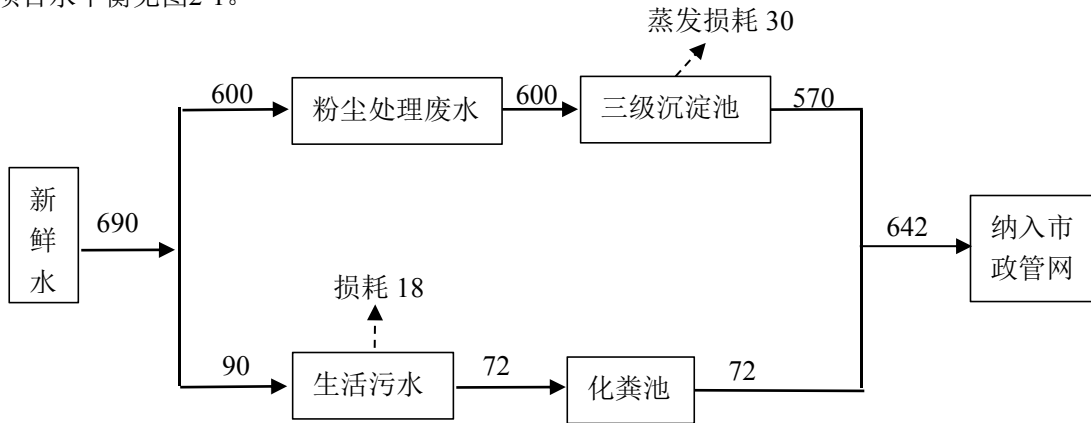 项目水平衡见图2-1。
蒸发损耗 30
600
粉尘处理废水
600
三级沉淀池
570
新
鲜
水
690
642
纳入市
政管网
损耗 18
90
生活污水
72
化粪池
72